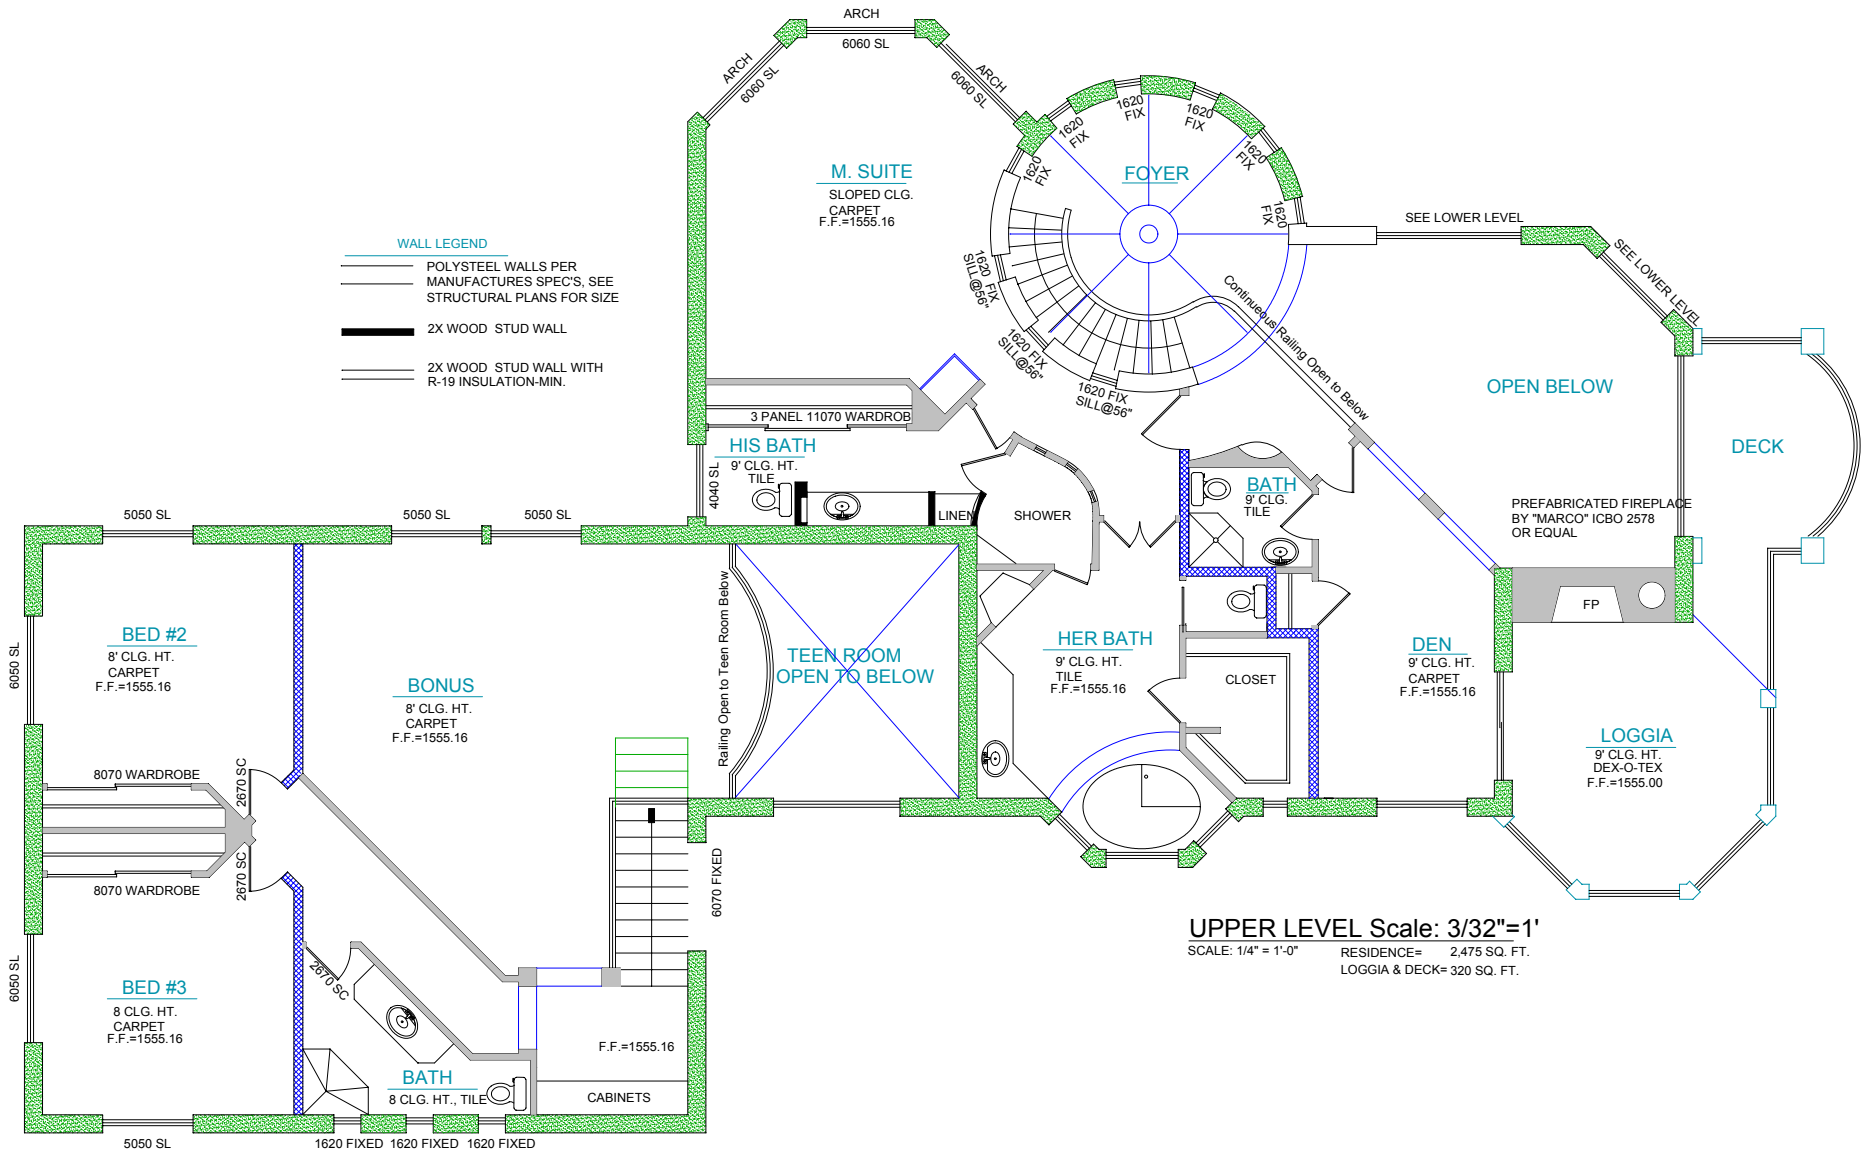 ARCH
6060 SL
ARCH
6060 SL
ARCH
6060 SL
M. SUITE
SLOPED CLG.
CARPET
F.F.=1555.16
FOYER
1620
FIX
1620
FIX
1620
FIX
1620
FIX
1620
FIX
1620
FIX
1620 FIX
SILL@56"
1620 FIX
SILL@56"
1620 FIX
SILL@56"
SEE LOWER LEVEL
SEE LOWER LEVEL
Continueous Railing Open to Below
OPEN BELOW
DECK
WALL LEGEND
POLYSTEEL WALLS PER
MANUFACTURES SPEC'S, SEE
STRUCTURAL PLANS FOR SIZE
2X WOOD STUD WALL
2X WOOD STUD WALL WITH
R-19 INSULATION-MIN.
3 PANEL 11070 WARDROB
HIS BATH
9' CLG. HT.
TILE
4040 SL
LINEN
SHOWER
BATH
9' CLG.
TILE
PREFABRICATED FIREPLACE
BY "MARCO" ICBO 2578
OR EQUAL
FP
5050 SL
5050 SL
5050 SL
6050 SL
BED #2
8' CLG. HT.
CARPET
F.F.=1555.16
BONUS
8' CLG. HT.
CARPET
F.F.=1555.16
Railing Open to Teen Room Below
TEEN ROOM
OPEN TO BELOW
HER BATH
9' CLG. HT.
TILE
F.F.=1555.16
CLOSET
DEN
9' CLG. HT.
CARPET
F.F.=1555.16
LOGGIA
9' CLG. HT.
DEX-O-TEX
F.F.=1555.00
8070 WARDROBE
2670 SC
2670 SC
8070 WARDROBE
6070 FIXED
6050 SL
BED #3
8 CLG. HT.
CARPET
F.F.=1555.16
2670 SC
F.F.=1555.16
BATH
8 CLG. HT., TILE
CABINETS
5050 SL
1620 FIXED
1620 FIXED
1620 FIXED
UPPER LEVEL Scale: 3/32"=1'
SCALE: 1/4" = 1'-0"
RESIDENCE= 2,475 SQ. FT.
LOGGIA & DECK= 320 SQ. FT.